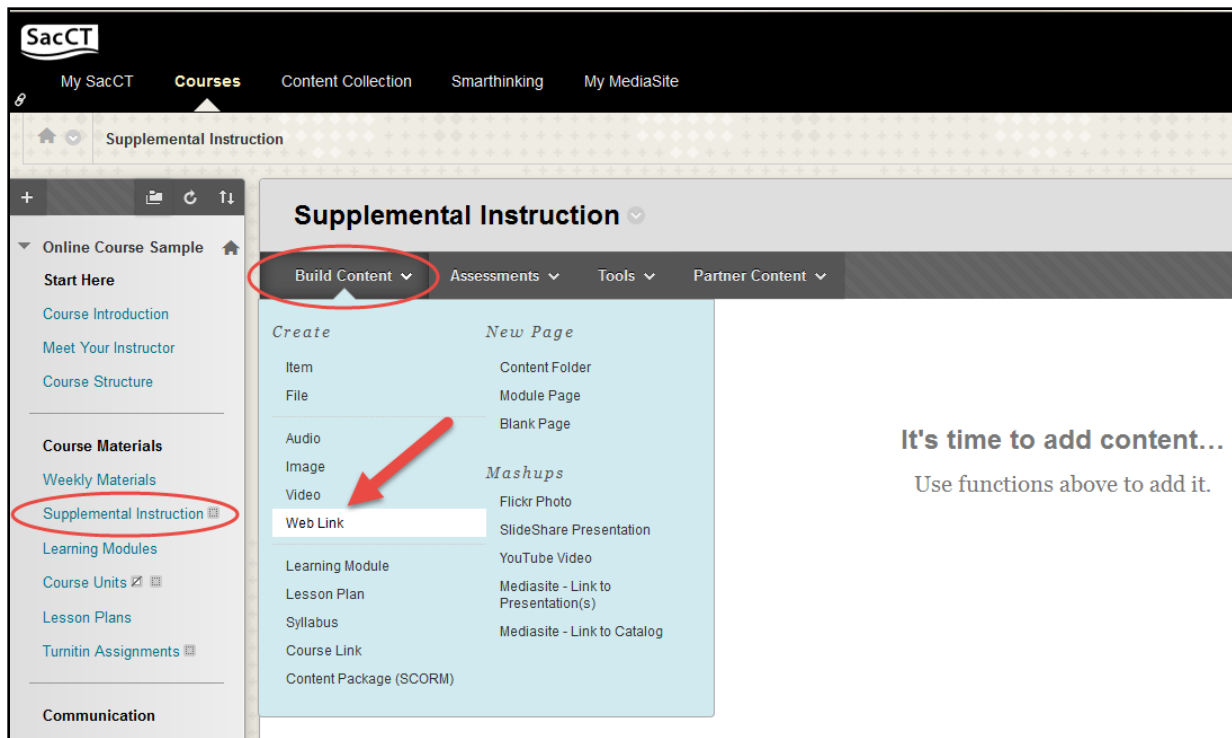 SacCT
My SacCT Courses Content Collection Smarthinking My MediaSite
Supplemental Instruction
Online Course Sample
Start Here
Course Introduction
Meet Your Instructor
Course Structure
Course Materials
Weekly Materials
Supplemental Instruction
Learning Modules
Course Units
Lesson Plans
Turnitin Assignments
Communication
Supplemental Instruction
Build Content Assessments Tools Partner Content
Create
Item
File
Audio
Image
Video
Web Link
Learning Module
Lesson Plan
Syllabus
Course Link
Content Package (SCORM)
New Page
Content Folder
Module Page
Blank Page
Mashups
Flickr Photo
SlideShare Presentation
YouTube Video
Mediasite - Link to
Presentation(s)
Mediasite - Link to Catalog
It's time to add content...
Use functions above to add it.